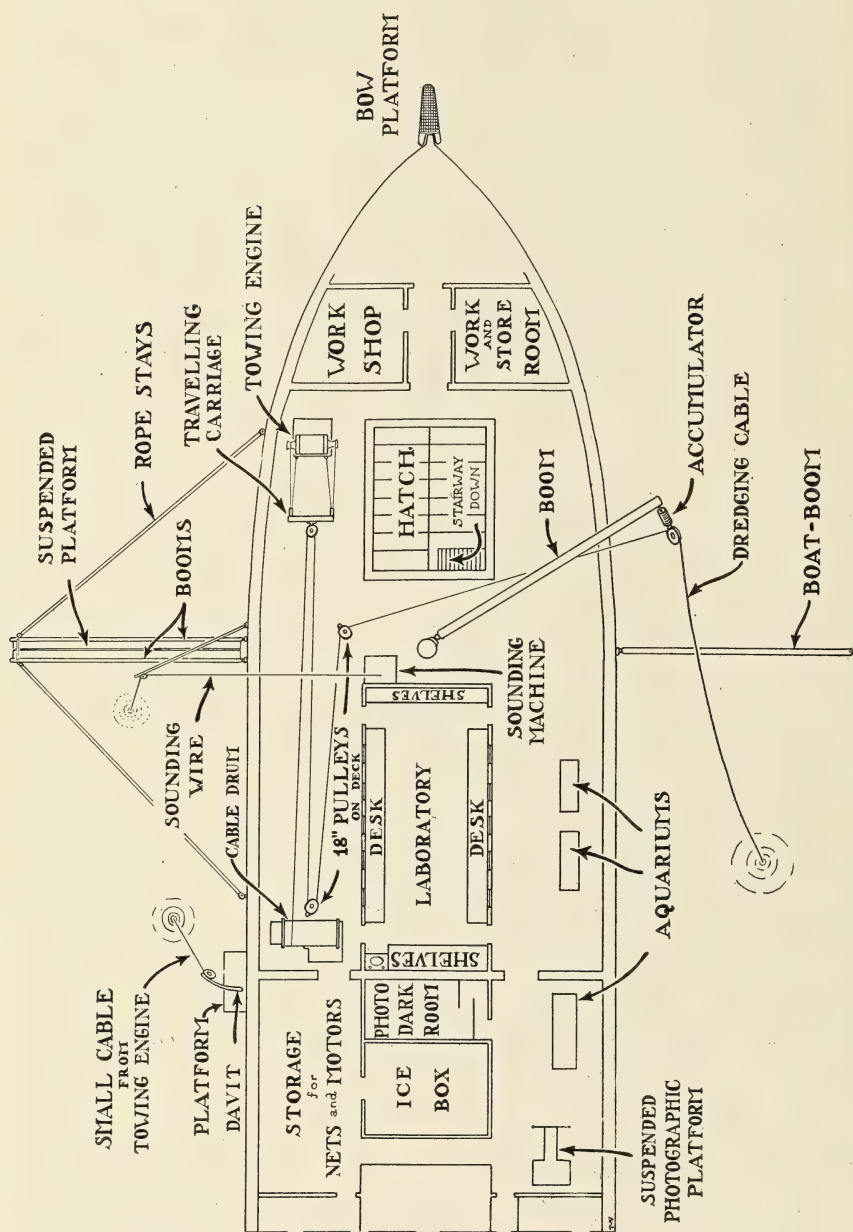 BOW
PLATFORM
TOWING ENGINE
TRAVELLING
CARRIAGE
ROPE STAYS
SUSPENDED
PLATFORM
BOOMS
WORK
SHOP
WORK
AND
STORE
ROOM
HATCH
STAIRWAY
DOWN
BOOM
ACCUMULATOR
DREDGING CABLE
BOAT-BOOM
SOUNDING
MACHINE
SHELVES
SOUNDING
WIRE
CABLE DRUM
18" PULLEYS
ON DECK
DESK
LABORATORY
DESK
AQUARIUMS
SHELVES
SMALL CABLE
FROM
TOWING ENGINE
PLATFORM
DAVIT
STORAGE
for
NETS and MOTORS
PHOTO
DARK
ROOM
ICE
BOX
SUSPENDED
PHOTOGRAPHIC
PLATFORM